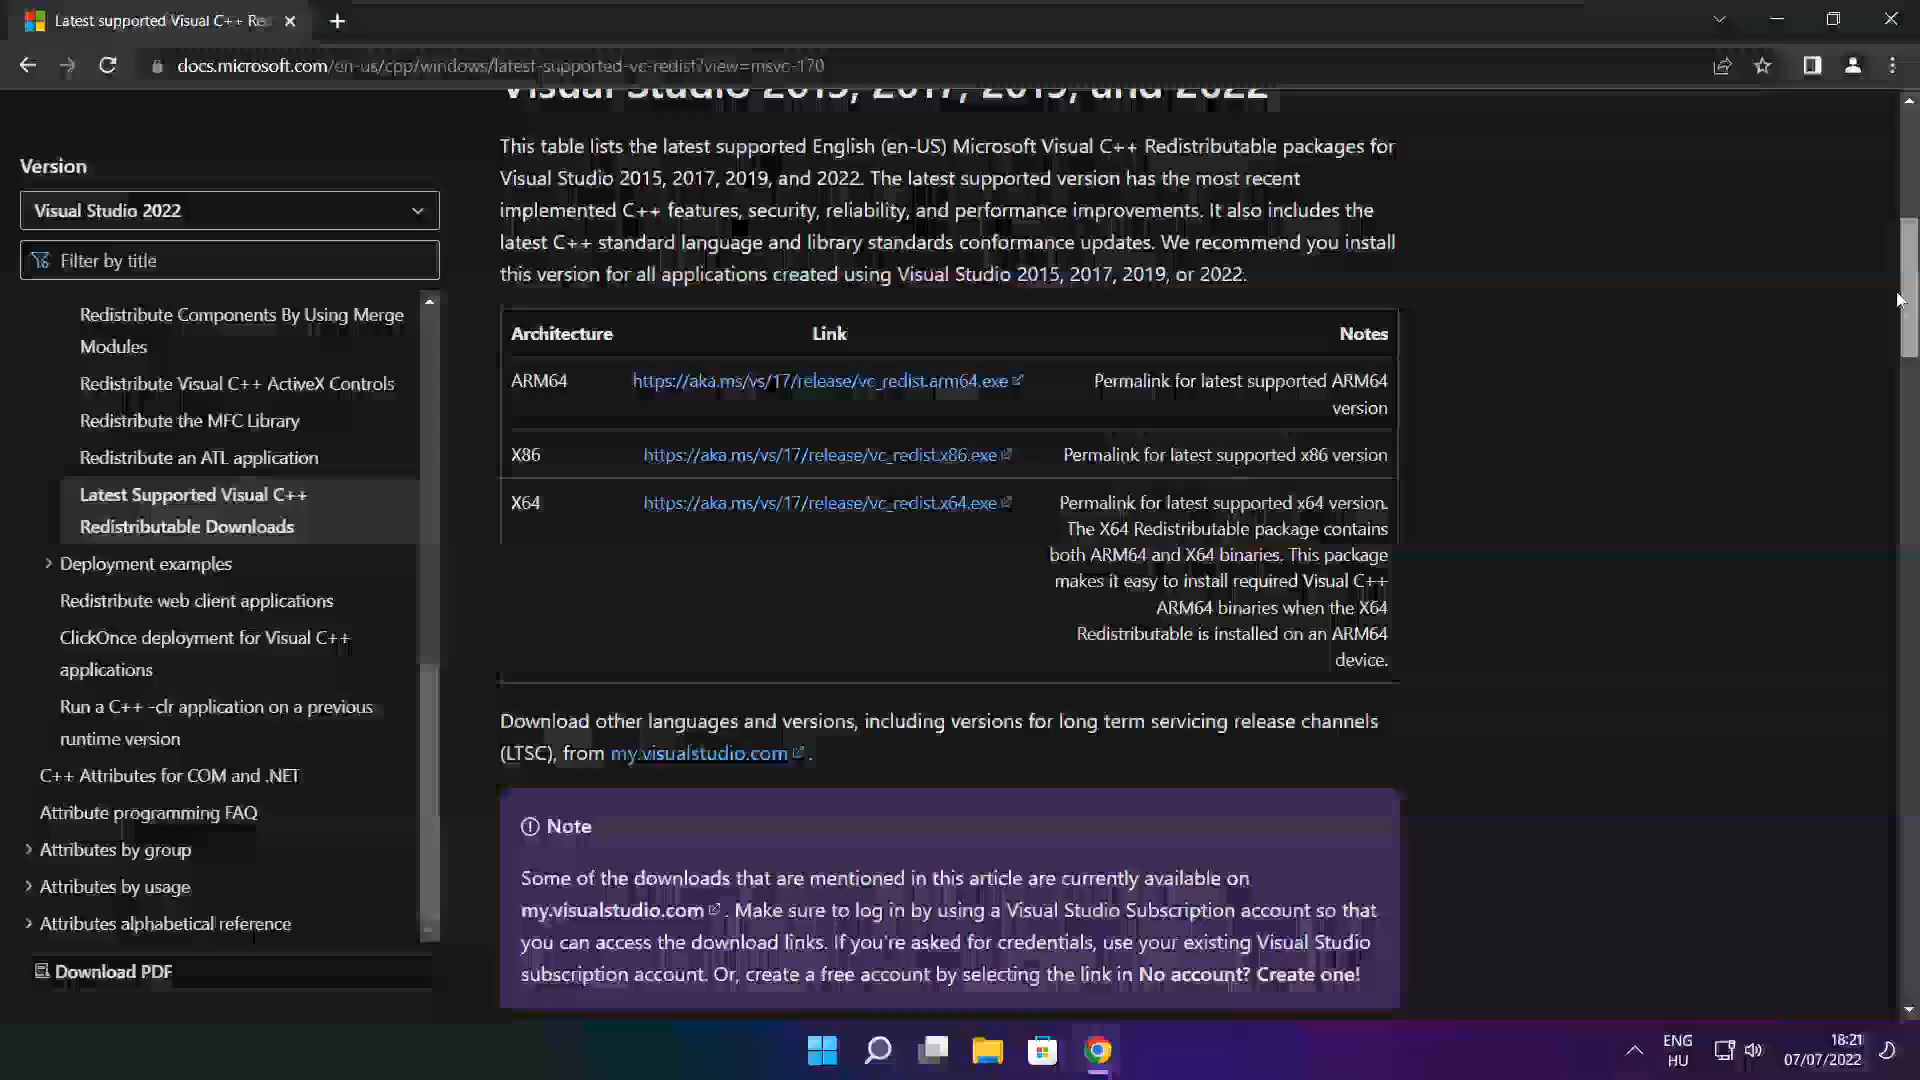 Latest supported Visual C++ Re
docs.microsoft.com/en-us/cpp/windows/latest-supported-vc-redist?view=msvc-170
Version
Visual Studio 2022
Filter by title
Redistribute Components By Using Merge
Modules
Redistribute Visual C++ ActiveX Controls
Redistribute the MFC Library
Redistribute an ATL application
Latest Supported Visual C++
Redistributable Downloads
Deployment examples
Redistribute web client applications
ClickOnce deployment for Visual C++
applications
Run a C++ -clr application on a previous
runtime version
C++ Attributes for COM and .NET
Attribute programming FAQ
Attributes by group
Attributes by usage
Attributes alphabetical reference
Download PDF
Visual Studio 2015, 2017, 2019, and 2022
This table lists the latest supported English (en-US) Microsoft Visual C++ Redistributable packages for
Visual Studio 2015, 2017, 2019, and 2022. The latest supported version has the most recent
implemented C++ features, security, reliability, and performance improvements. It also includes the
latest C++ standard language and library standards conformance updates. We recommend you install
this version for all applications created using Visual Studio 2015, 2017, 2019, or 2022.
Architecture Link Notes
ARM64 https://aka.ms/vs/17/release/vc_redist.arm64.exe Permalink for latest supported ARM64
version
X86 https://aka.ms/vs/17/release/vc_redist.x86.exe Permalink for latest supported x86 version
X64 https://aka.ms/vs/17/release/vc_redist.x64.exe Permalink for latest supported x64 version.
The X64 Redistributable package contains
both ARM64 and X64 binaries. This package
makes it easy to install required Visual C++
ARM64 binaries when the X64
Redistributable is installed on an ARM64
device.
Download other languages and versions, including versions for long term servicing release channels
(LTSC), from my.visualstudio.com .
Note
Some of the downloads that are mentioned in this article are currently available on
my.visualstudio.com . Make sure to log in by using a Visual Studio Subscription account so that
you can access the download links. If you're asked for credentials, use your existing Visual Studio
subscription account. Or, create a free account by selecting the link in No account? Create one!
ENG
HU
18:21
07/07/2022